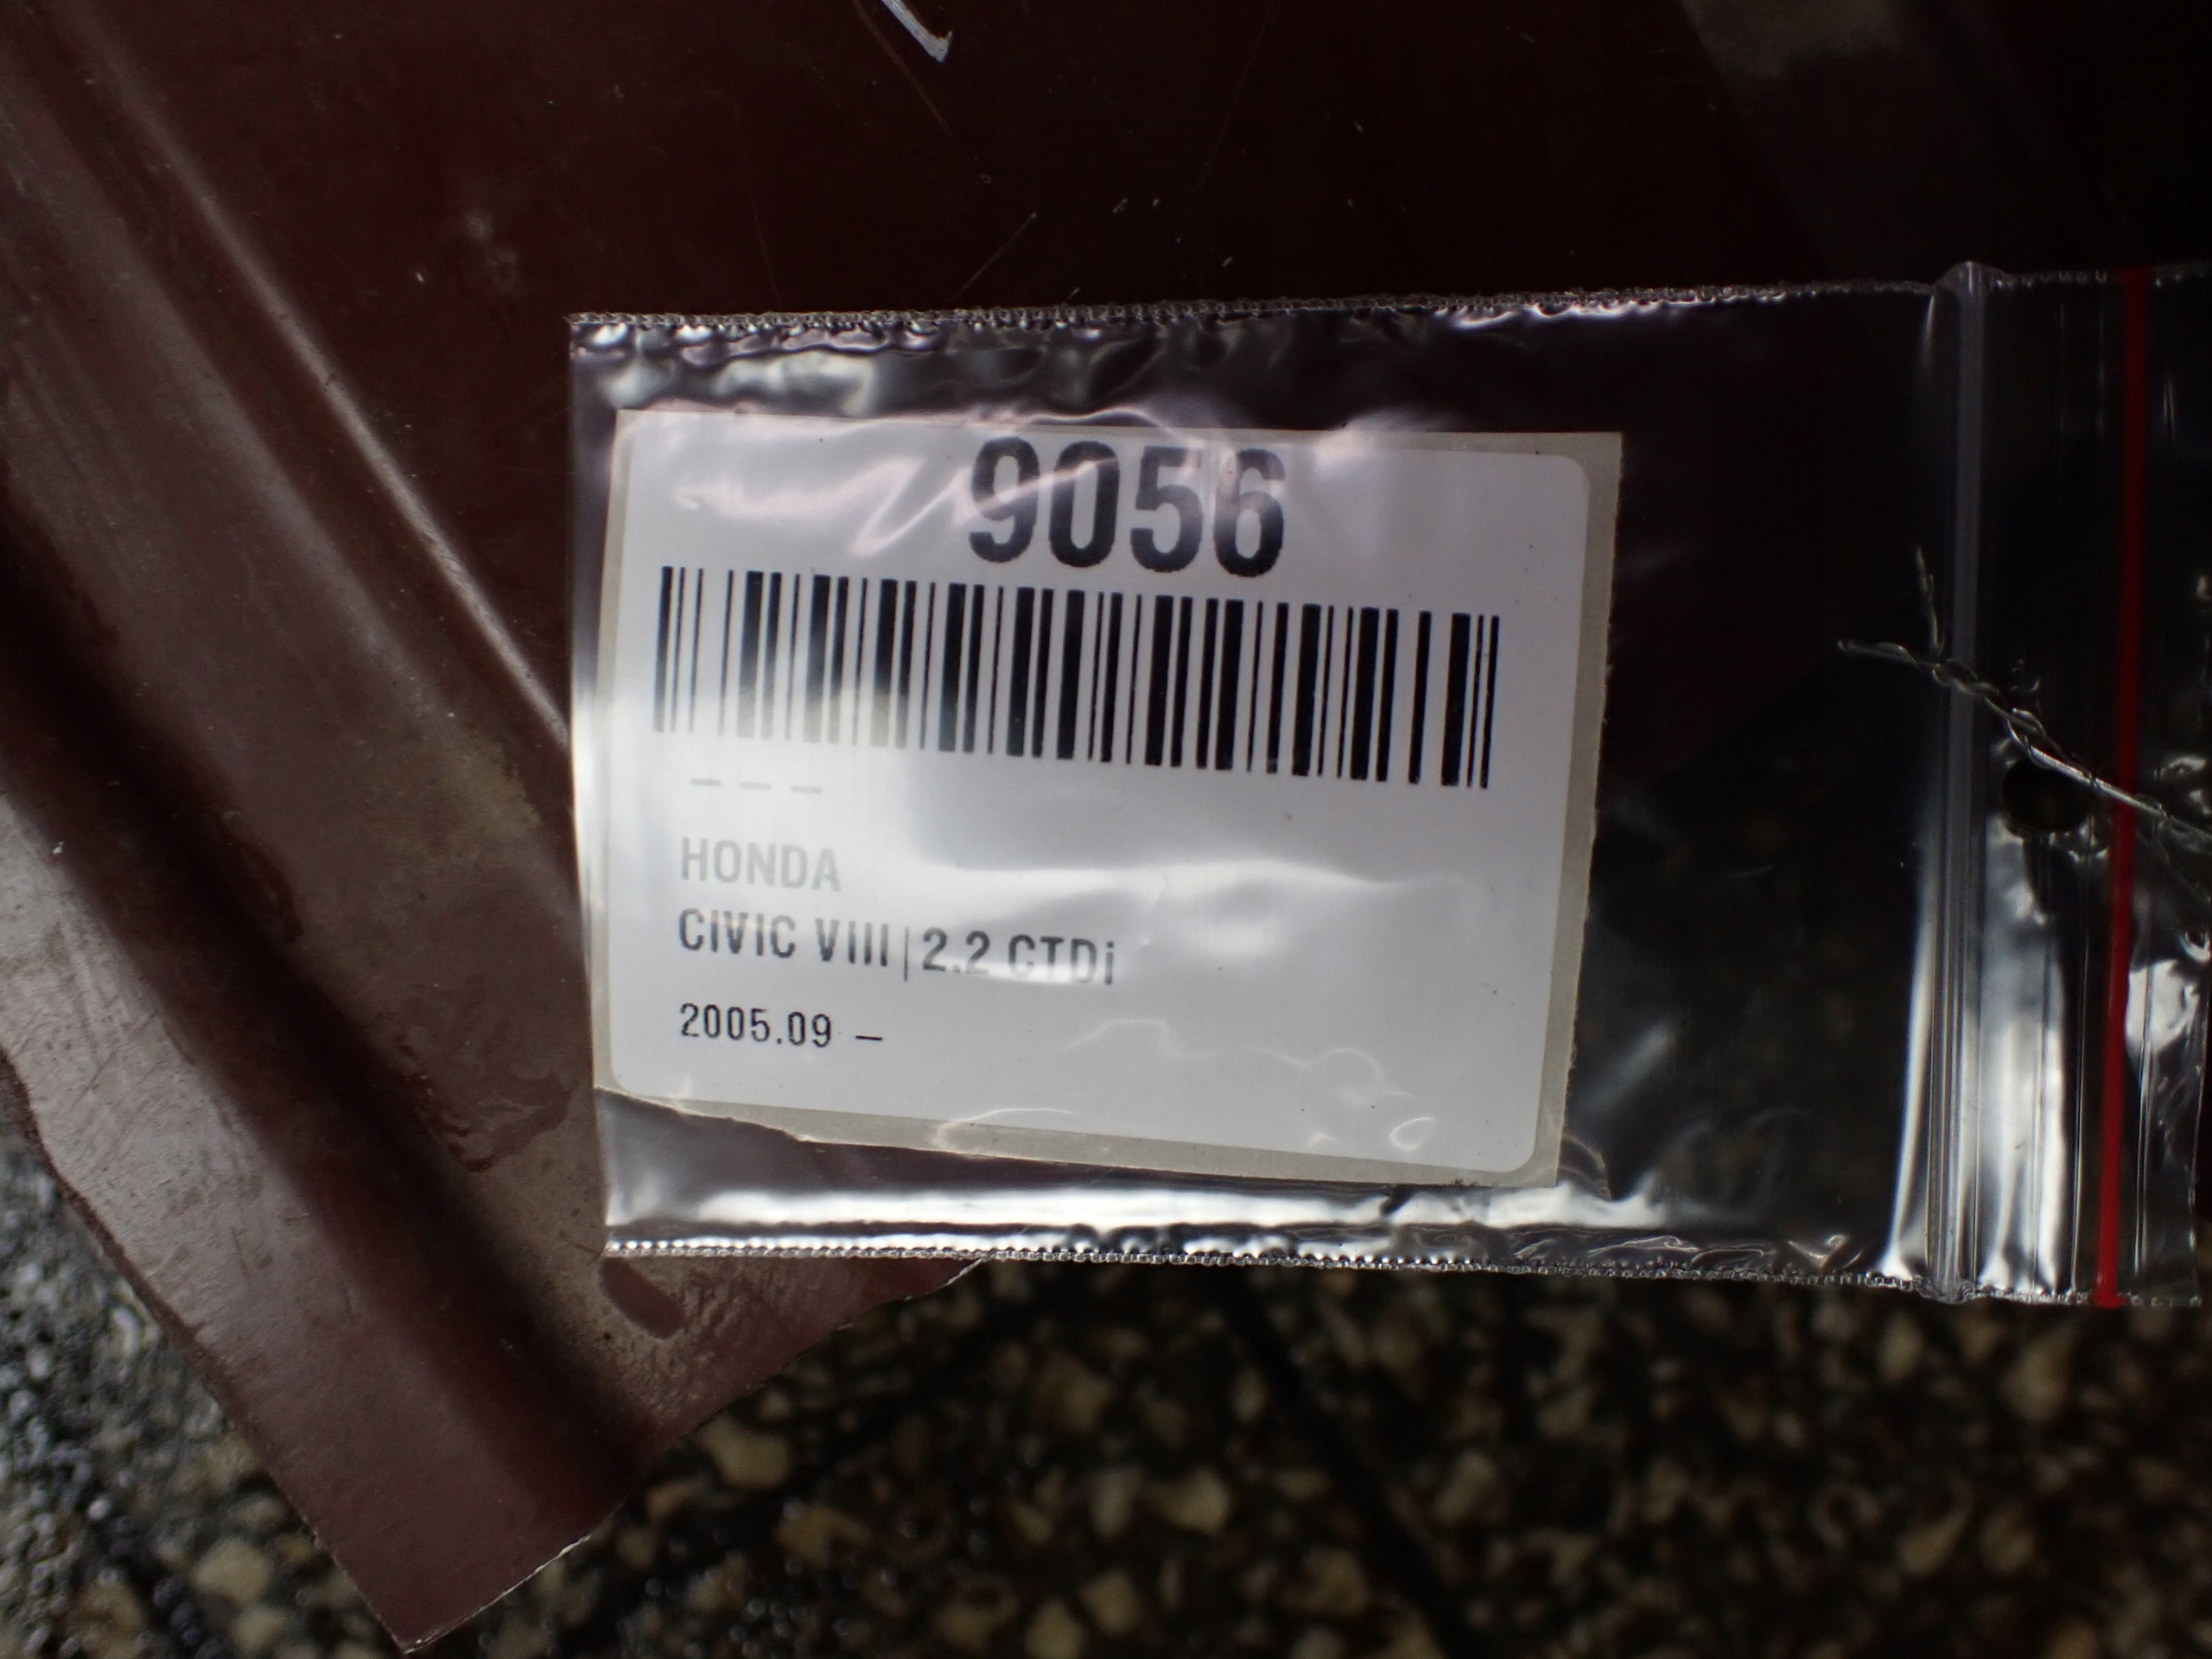 9056
– – –
HONDA
CIVIC VIII | 2.2 CTDi
2005.09 –